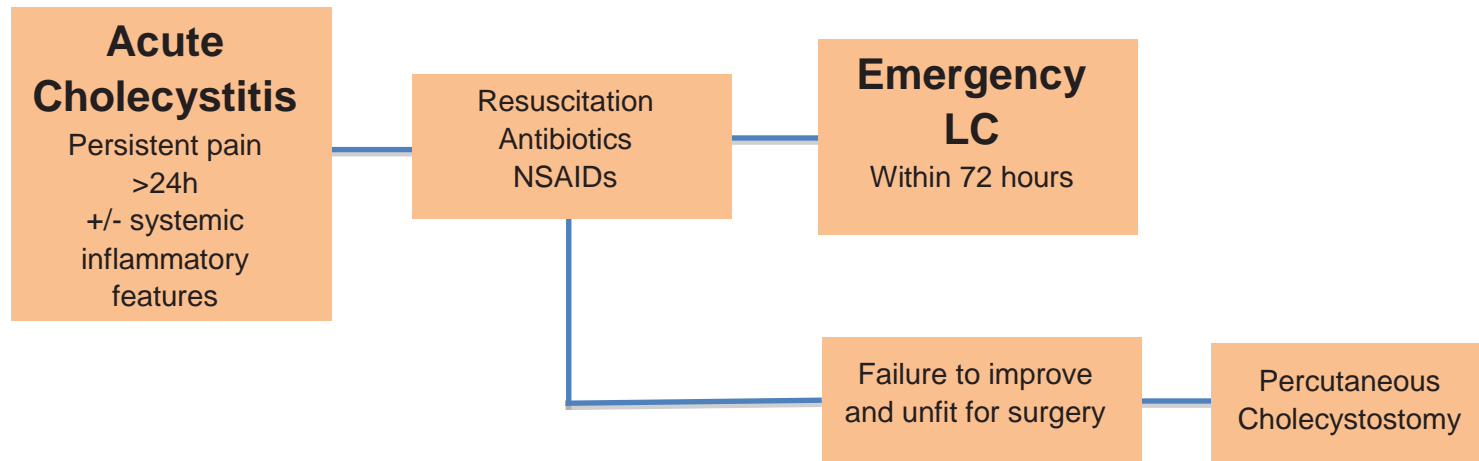 Acute
Cholecystitis
Persistent pain
>24h
+/- systemic
inflammatory
features
Resuscitation
Antibiotics
NSAIDs
Emergency
LC
Within 72 hours
Failure to improve
and unfit for surgery
Percutaneous
Cholecystostomy